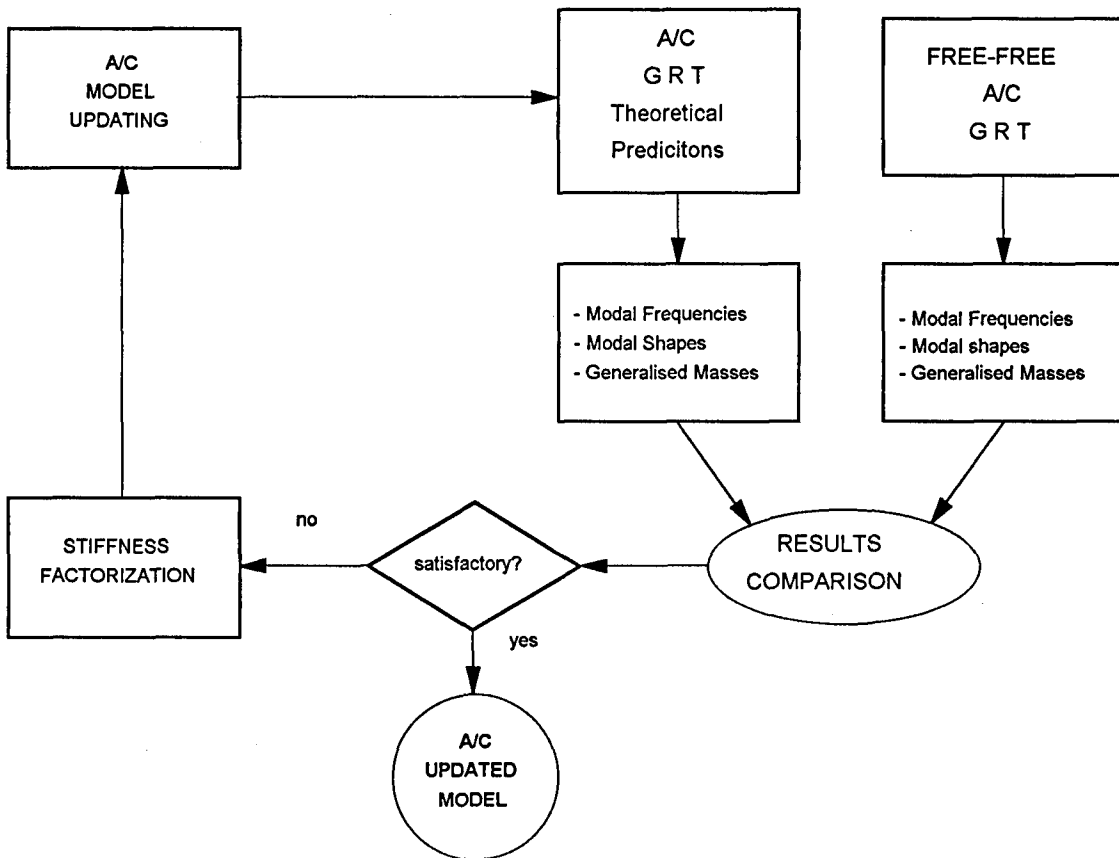 A/C
MODEL
UPDATING
A/C
G R T
Theoretical
Predicitons
FREE-FREE
A/C
G R T
- Modal Frequencies
- Modal Shapes
- Generalised Masses
- Modal Frequencies
- Modal shapes
- Generalised Masses
RESULTS
COMPARISON
satisfactory?
no
yes
STIFFNESS
FACTORIZATION
A/C
UPDATED
MODEL